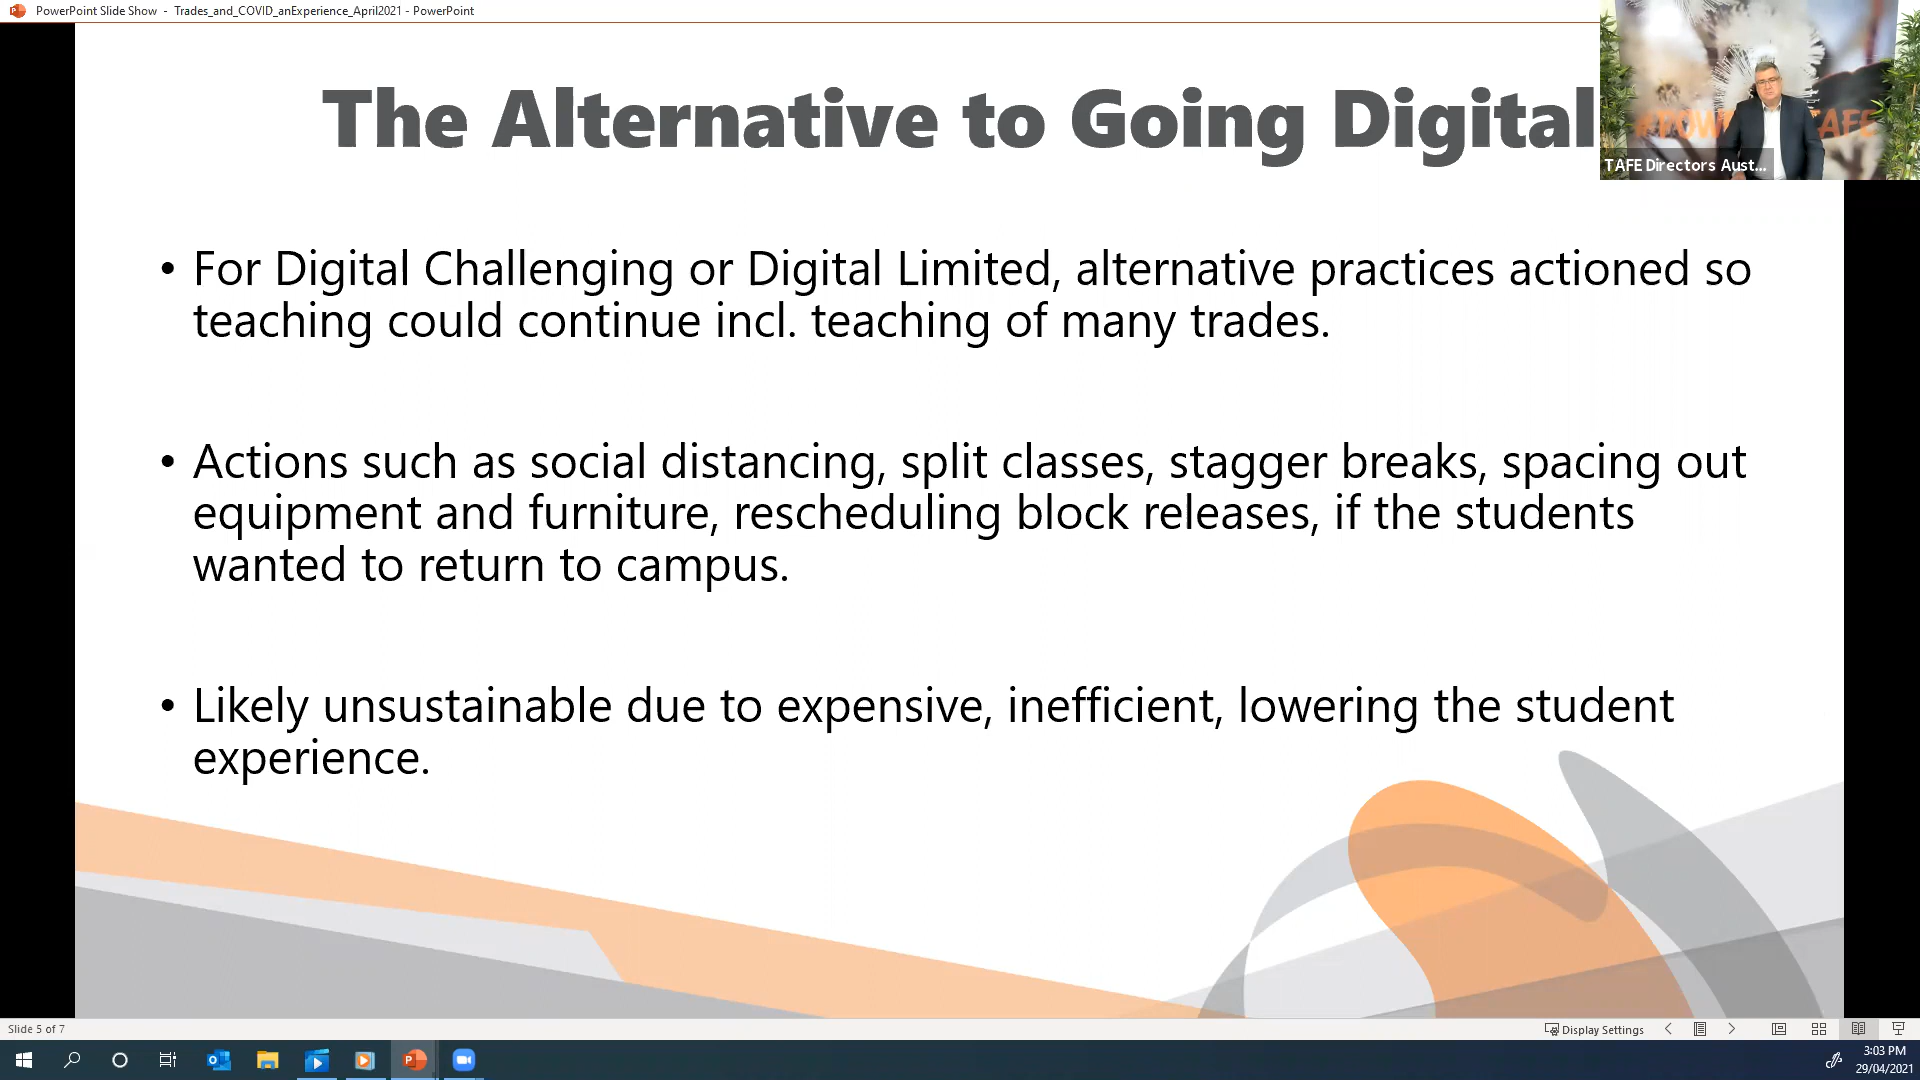 PowerPoint Slide Show - Trades_and_COVID_anExperience_April2021 - PowerPoint
The Alternative to Going Digital
TAFE Directors Aust...
• For Digital Challenging or Digital Limited, alternative practices actioned so
teaching could continue incl. teaching of many trades.
• Actions such as social distancing, split classes, stagger breaks, spacing out
equipment and furniture, rescheduling block releases, if the students
wanted to return to campus.
• Likely unsustainable due to expensive, inefficient, lowering the student
experience.
Slide 5 of 7
Display Settings
3:03 PM
29/04/2021